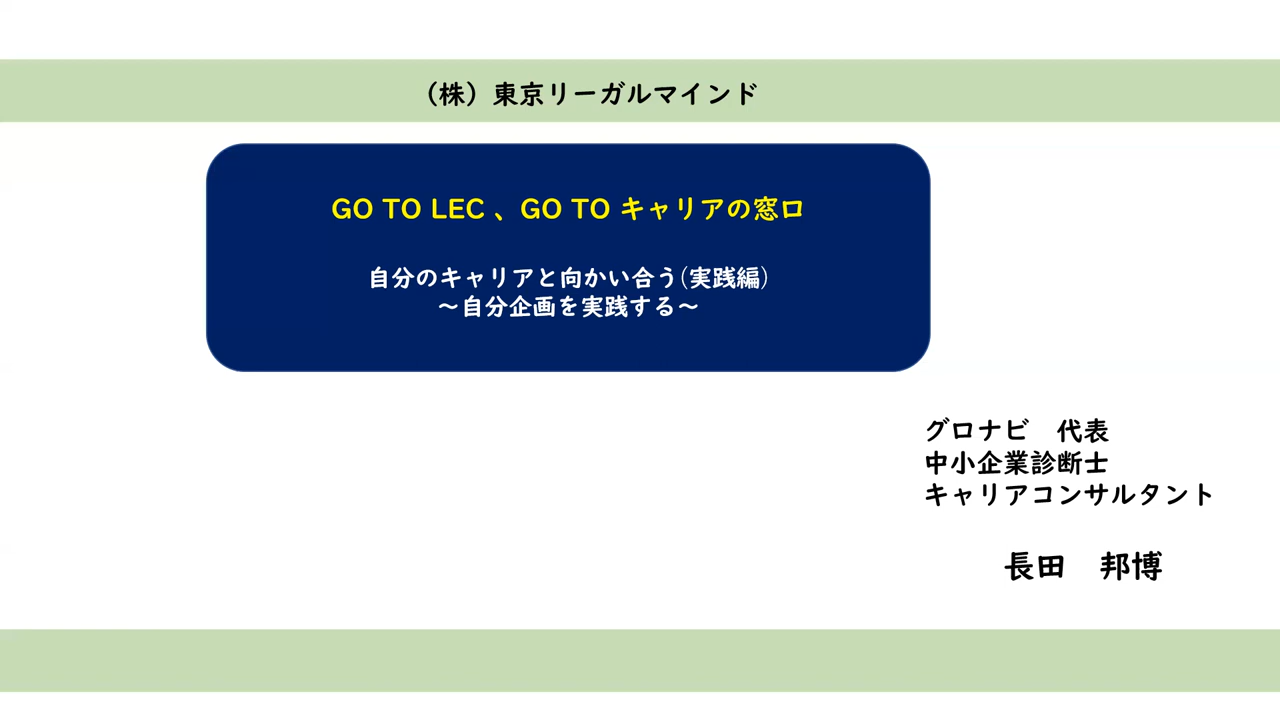 （株）東京リーガルマインド
GO TO LEC 、GO TO キャリアの窓口
自分のキャリアと向かい合う(実践編)
～自分企画を実践する～
グロナビ　代表
中小企業診断士
キャリアコンサルタント
長田　邦博